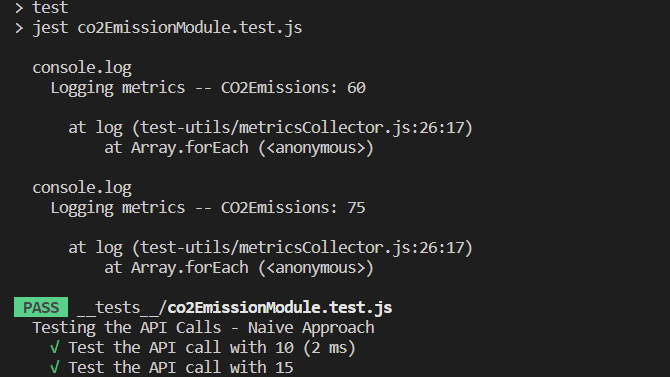 > test
> jest co2EmissionModule.test.js
console.log
Logging metrics -- CO2Emissions: 60
at log (test-utils/metricsCollector.js:26:17)
at Array.forEach (<anonymous>)
console.log
Logging metrics -- CO2Emissions: 75
at log (test-utils/metricsCollector.js:26:17)
at Array.forEach (<anonymous>)
PASS __tests__/co2EmissionModule.test.js
Testing the API Calls - Naive Approach
√ Test the API call with 10 (2 ms)
√ Test the API call with 15